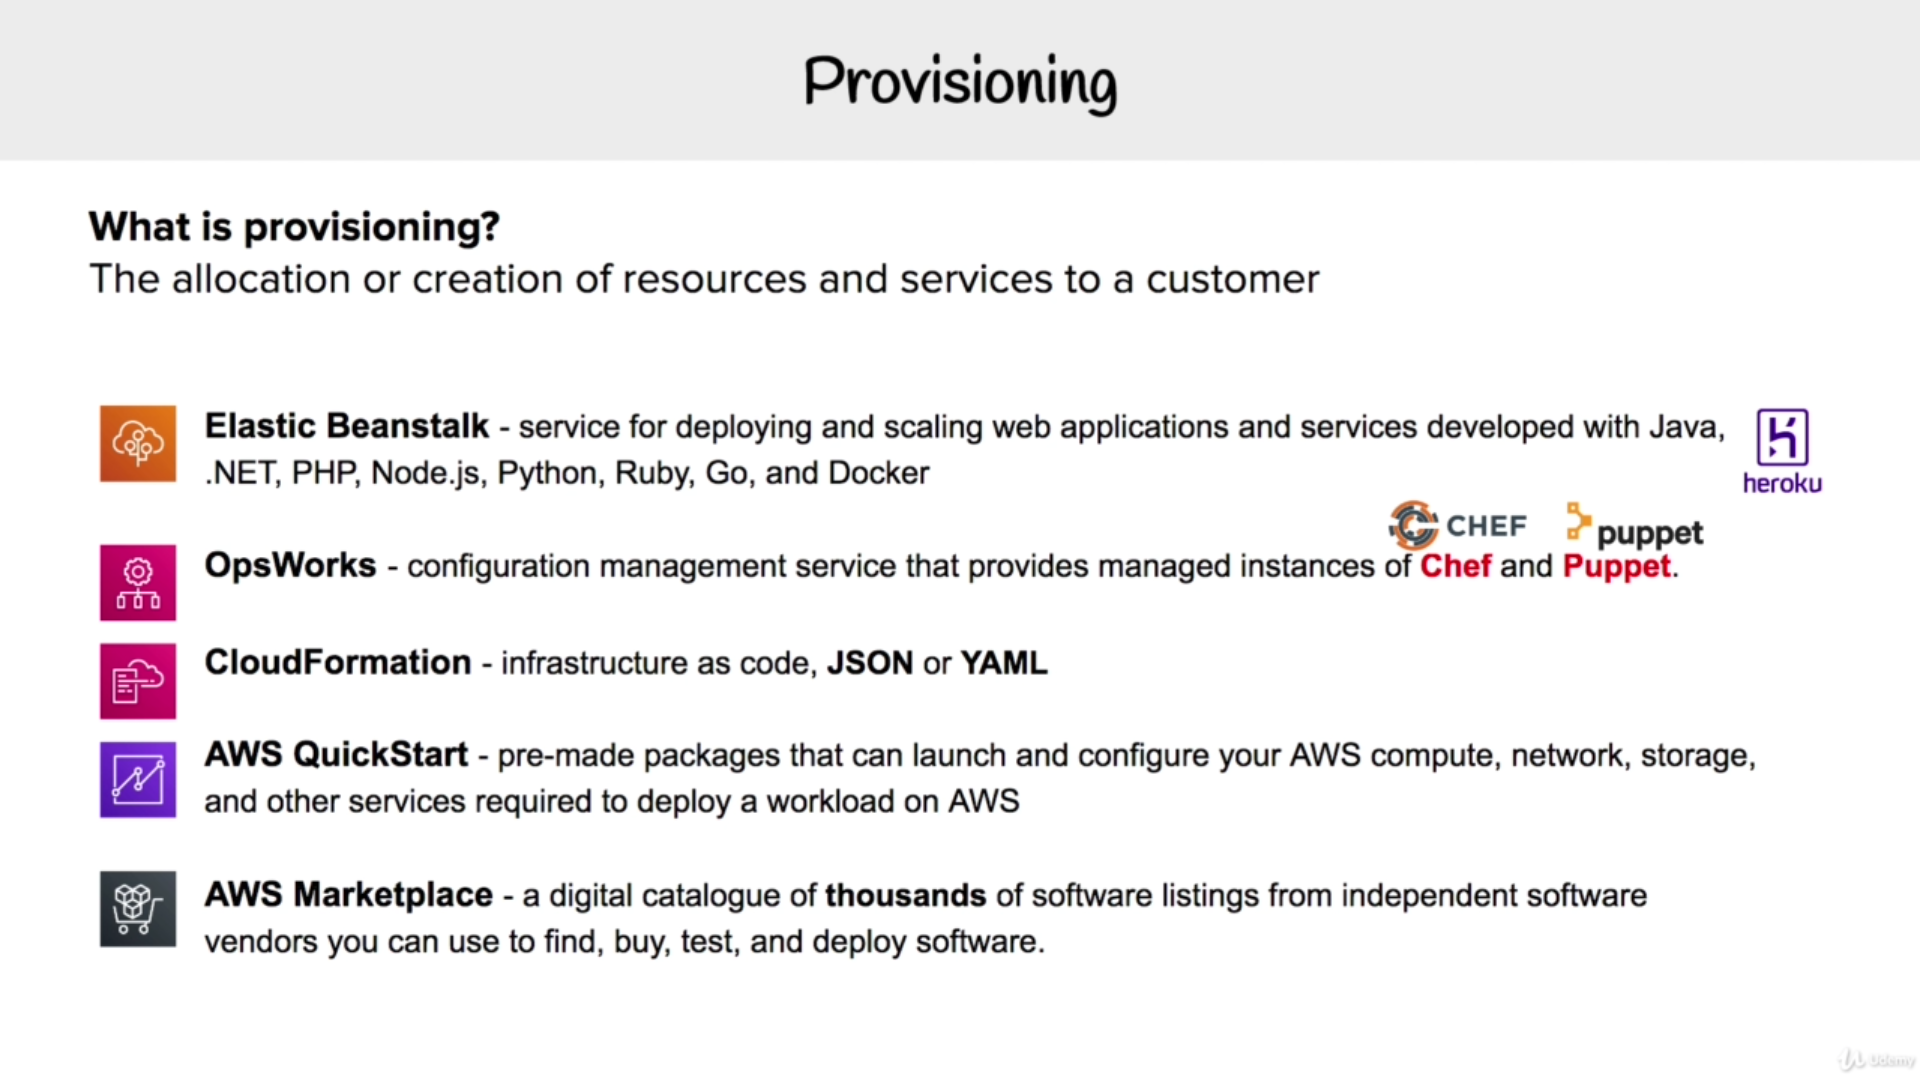 Provisioning
What is provisioning?
The allocation or creation of resources and services to a customer
Elastic Beanstalk - service for deploying and scaling web applications and services developed with Java,
.NET, PHP, Node.js, Python, Ruby, Go, and Docker
heroku
CHEF
puppet
OpsWorks - configuration management service that provides managed instances of Chef and Puppet.
CloudFormation - infrastructure as code, JSON or YAML
AWS QuickStart - pre-made packages that can launch and configure your AWS compute, network, storage,
and other services required to deploy a workload on AWS
AWS Marketplace - a digital catalogue of thousands of software listings from independent software
vendors you can use to find, buy, test, and deploy software.
Udemy